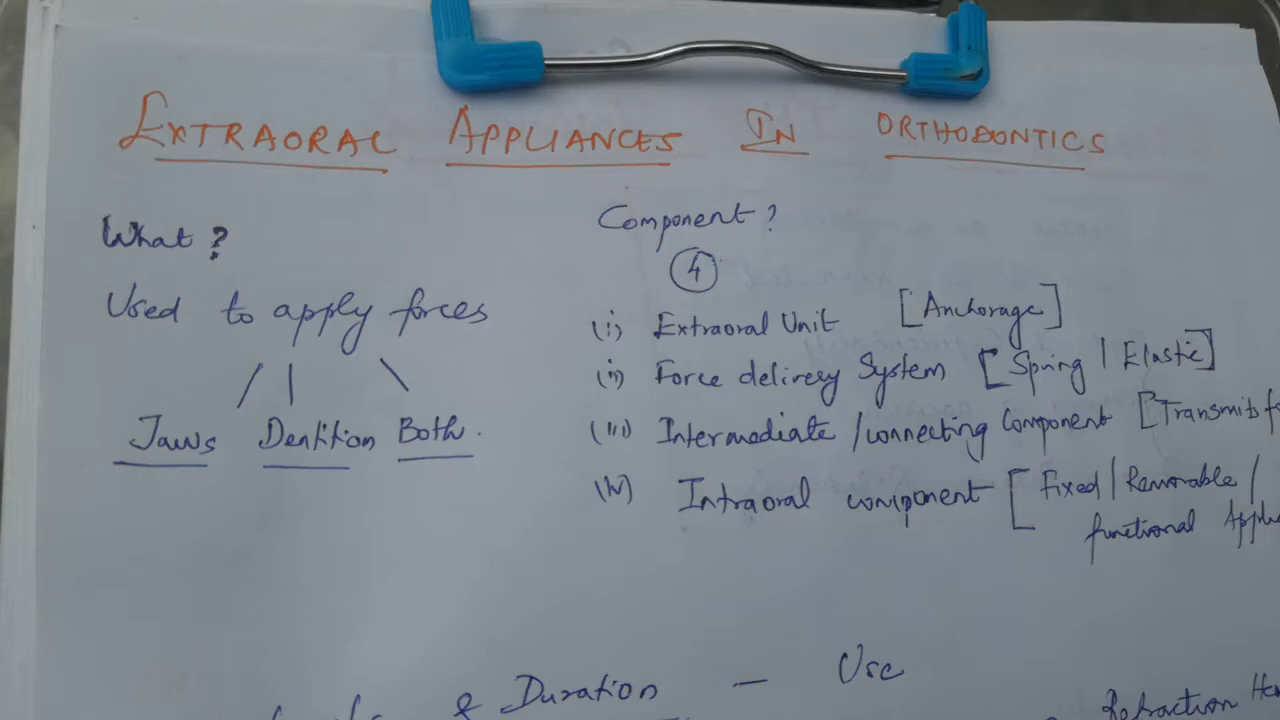 EXTRAORAL APPLIANCES IN ORTHODONTICS
What?
Used to apply forces
Jaws Dentition Both.
Component?
4
(i) Extraoral Unit [Anchorage]
(ii) Force delivery System [Spring / Elastic]
(iii) Intermediate / connecting Component [Transmits
(iv) Intraoral component [Fixed / Removable /
functional
& Duration — Use
Retraction